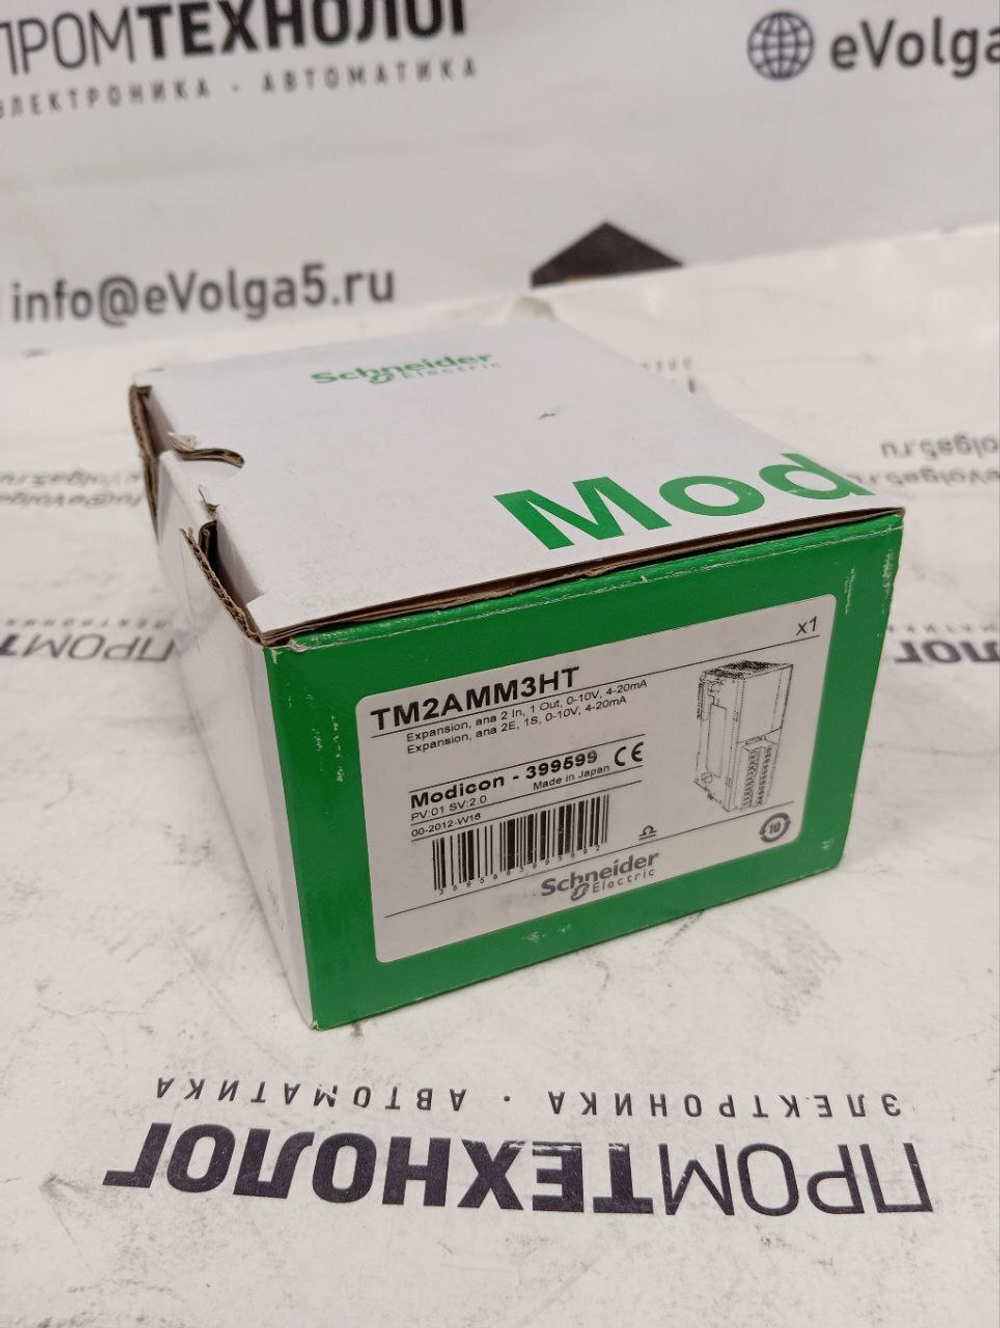 ПРОМТЕХНОЛОГ
ЭЛЕКТРОНИКА · АВТОМАТИКА
eVolga
info@eVolga5.ru
Schneider
Electric
Mod
TM2AMM3HT
x1
Expansion, ana 2 In, 1 Out, 0-10V, 4-20mA
Expansion, ana 2E, 1S, 0-10V, 4-20mA
Modicon - 399599
CE
PV:01 SV:2.0
Made in Japan
00-2012-W16
10
Schneider
Electric
ЭЛЕКТРОНИКА · АВТОМАТИКА
ПРОМТЕХНОЛОГ